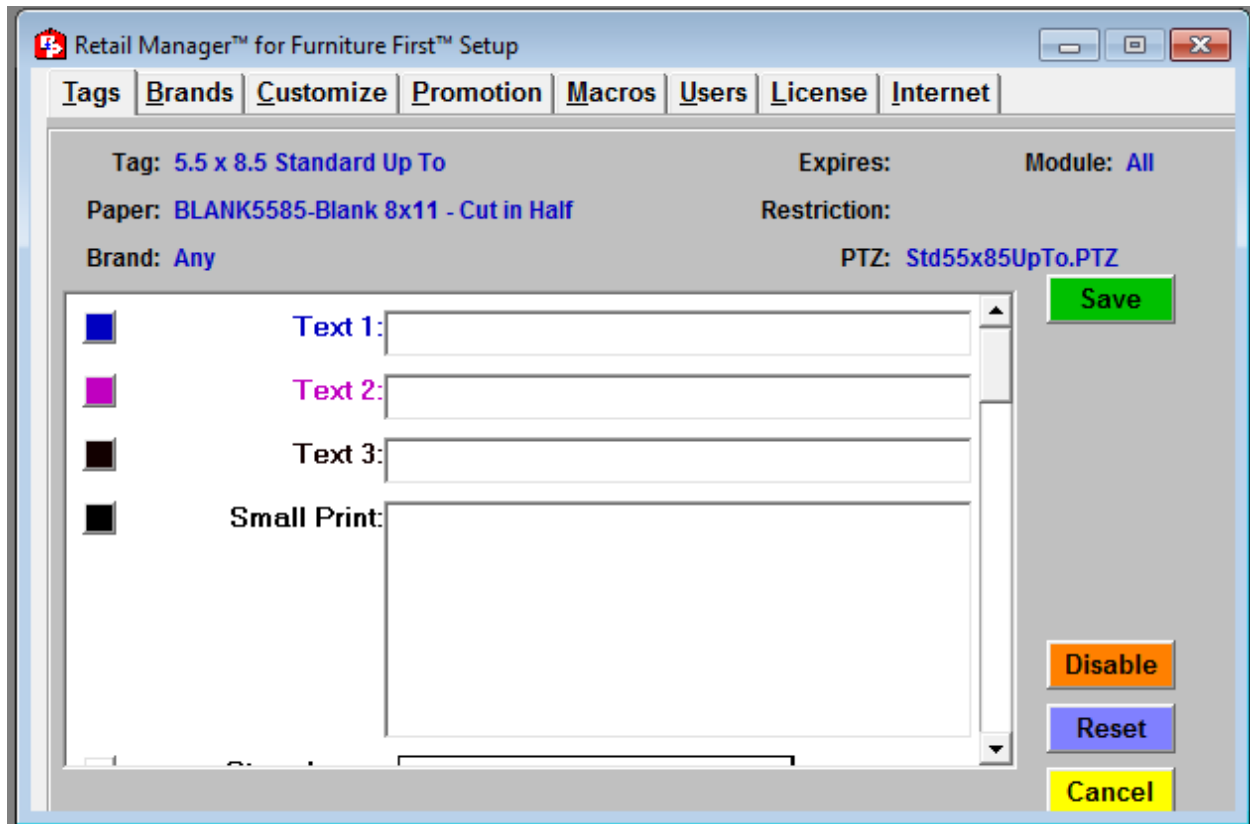 Retail Manager™ for Furniture First™ Setup
Tags Brands Customize Promotion Macros Users License Internet
Tag: 5.5 x 8.5 Standard Up To Expires: Module: All
Paper: BLANK5585-Blank 8x11 - Cut in Half Restriction:
Brand: Any PTZ: Std55x85UpTo.PTZ
Save
Text 1:
Text 2:
Text 3:
Small Print:
Disable
Reset
Cancel